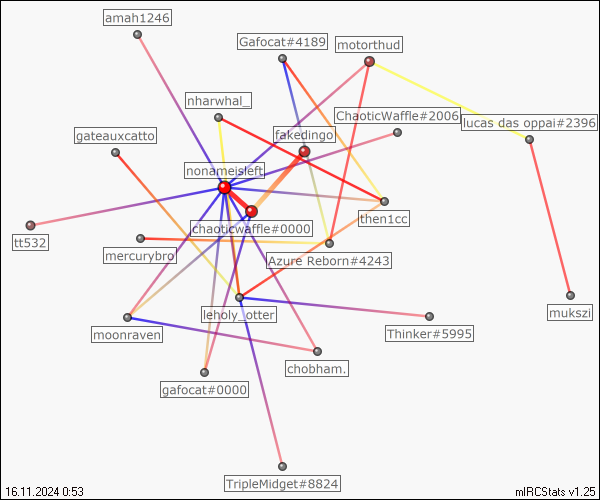 amah1246
Gafocat#4189
motorthud
nharwhal_
ChaoticWaffle#2006
lucas das oppai#2396
gateauxcatto
fakedingo
nonameisleft
then1cc
chaoticwaffle#0000
tt532
mercurybro
Azure Reborn#4243
leholy_otter
mukszi
moonraven
Thinker#5995
chobham.
gafocat#0000
TripleMidget#8824
16.11.2024 0:53
mIRCStats v1.25